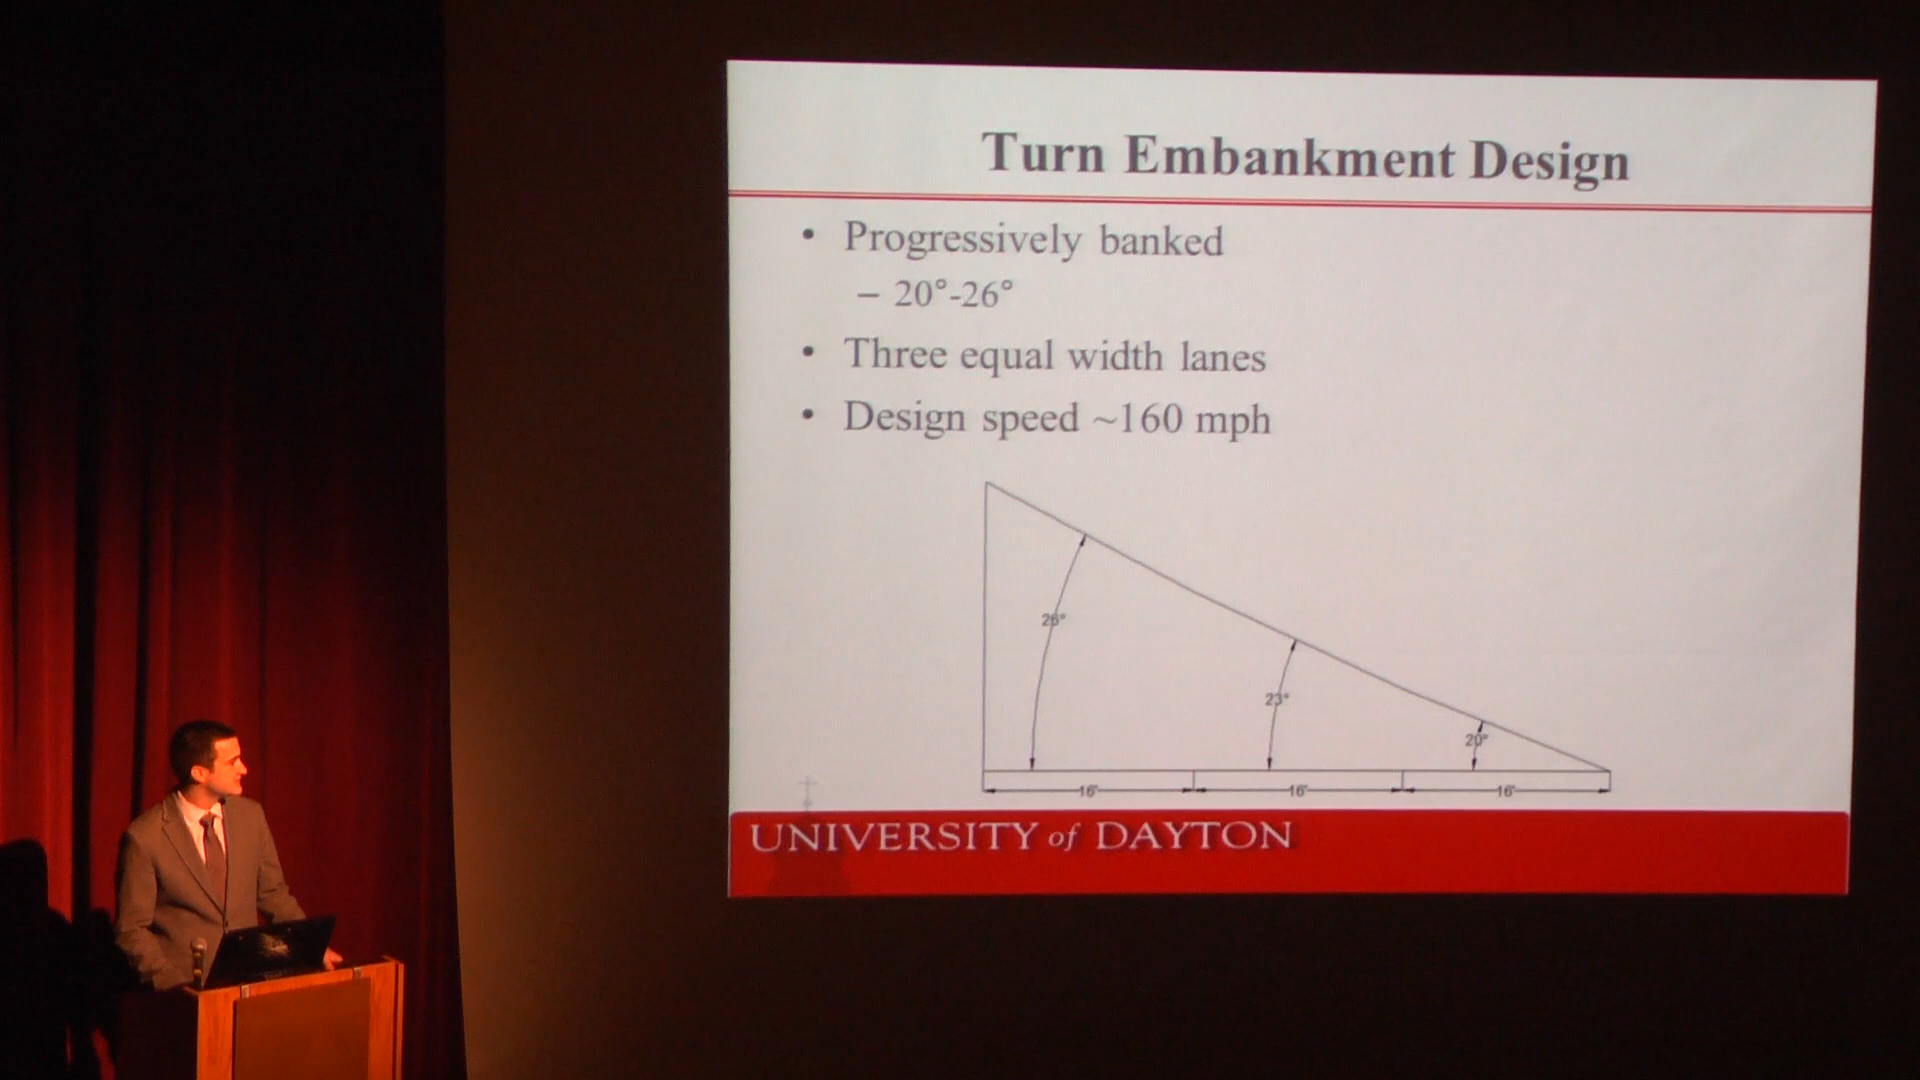 Turn Embankment Design
• Progressively banked
– 20°-26°
• Three equal width lanes
• Design speed ~160 mph
26°
23°
20°
16'
16'
16'
UNIVERSITY of DAYTON